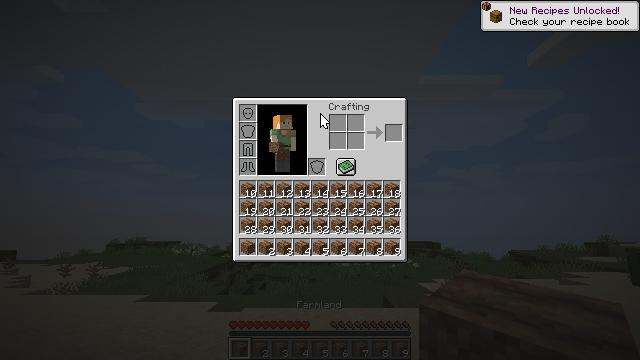 New Recipes Unlocked!
Check your recipe book
Crafting
10 11 12 13 14 15 16 17 18
19 20 21 22 23 24 25 26 27
28 29 30 31 32 33 34 35 36
2 3 4 5 6 7 8 9
Farmland
2 3 4 5 6 7 8 9